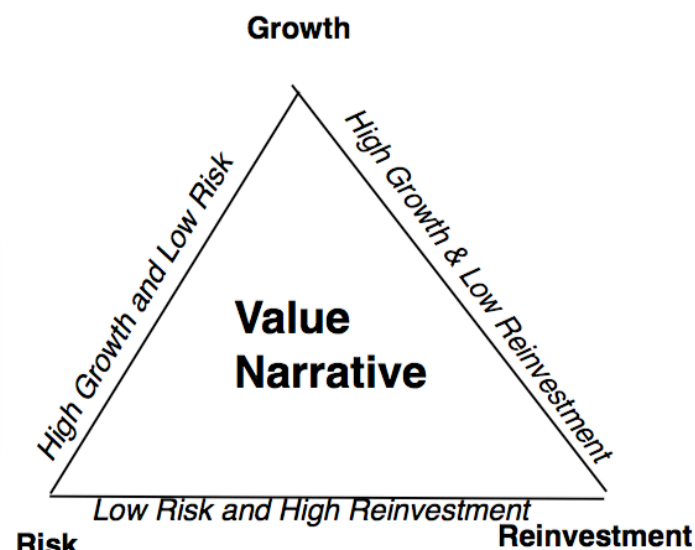 Growth
High Growth and Low Risk
High Growth & Low Reinvestment
Value
Narrative
Low Risk and High Reinvestment
Risk
Reinvestment